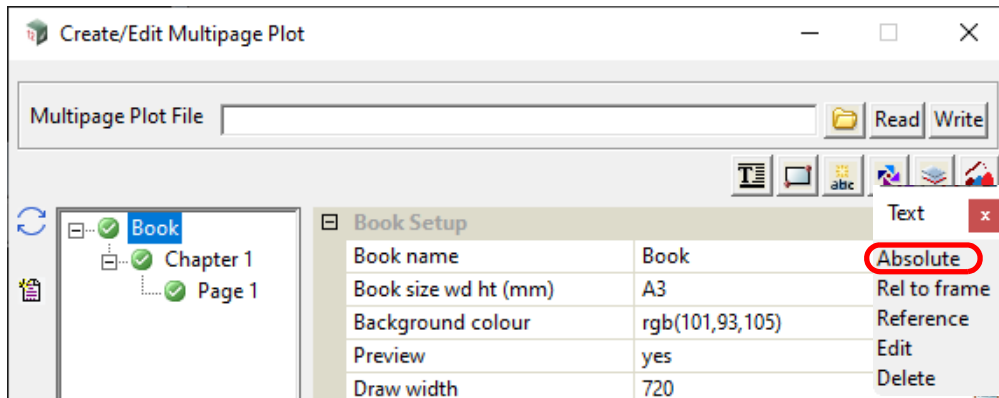 Create/Edit Multipage Plot
Multipage Plot File Read Write
T abc
Text x
Book
Chapter 1
Page 1
Book Setup
Book name Book
Book size wd ht (mm) A3
Background colour rgb(101,93,105)
Preview yes
Draw width 720
Absolute
Rel to frame
Reference
Edit
Delete